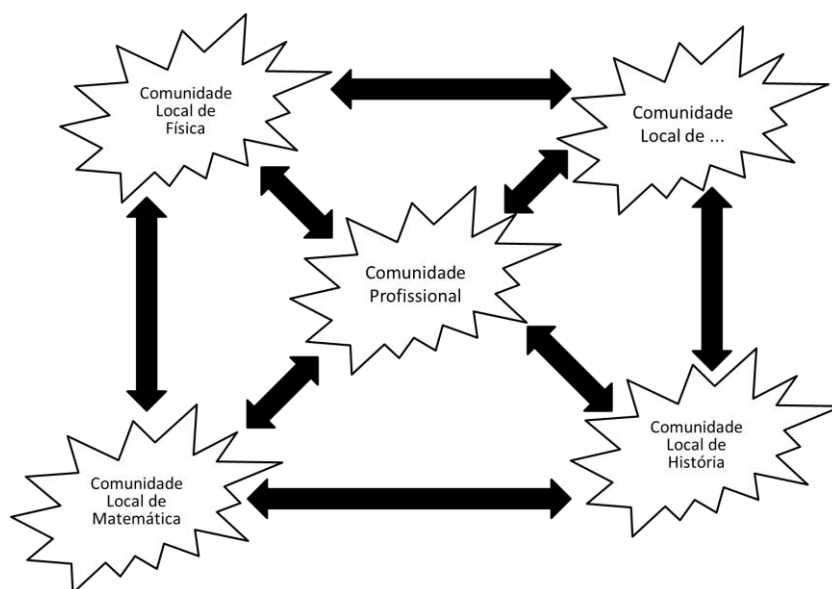 Comunidade
Local de
Física
Comunidade
Local de ...
Comunidade
Profissional
Comunidade
Local de
Matemática
Comunidade
Local de
História